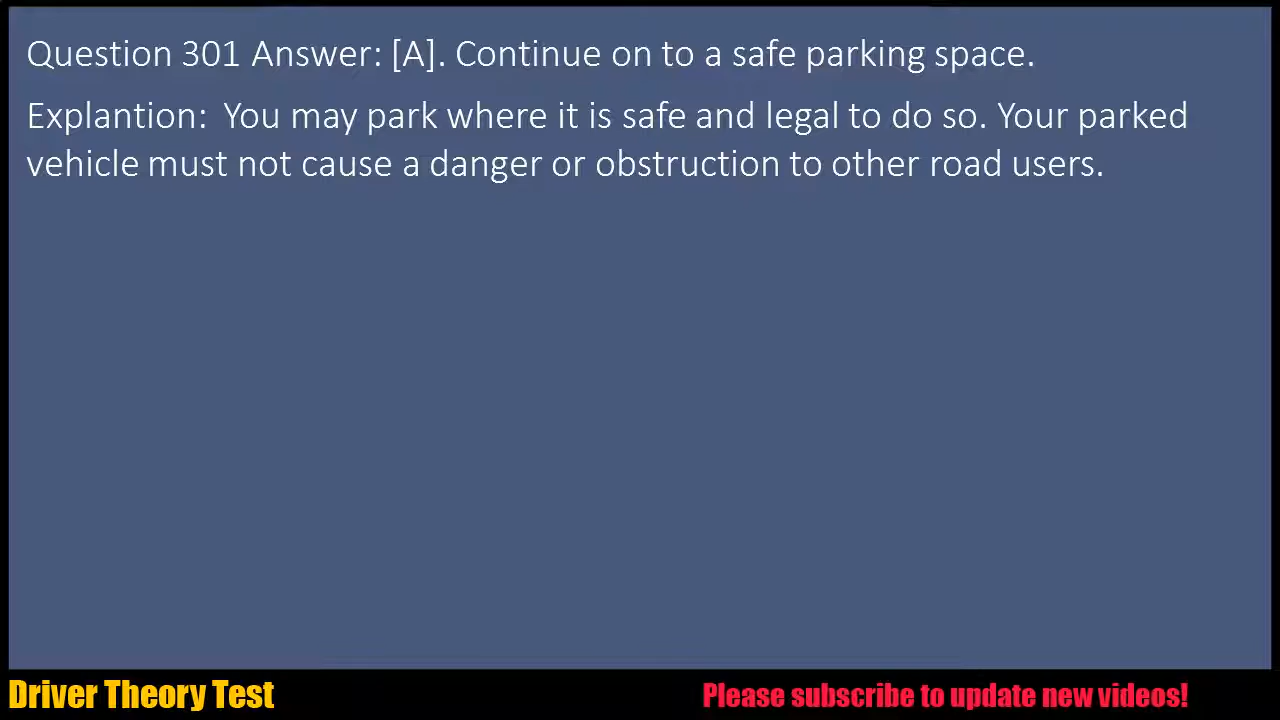 Question 301 Answer: [A]. Continue on to a safe parking space.
Explantion:  You may park where it is safe and legal to do so. Your parked
vehicle must not cause a danger or obstruction to other road users.
Driver Theory Test
Please subscribe to update new videos!